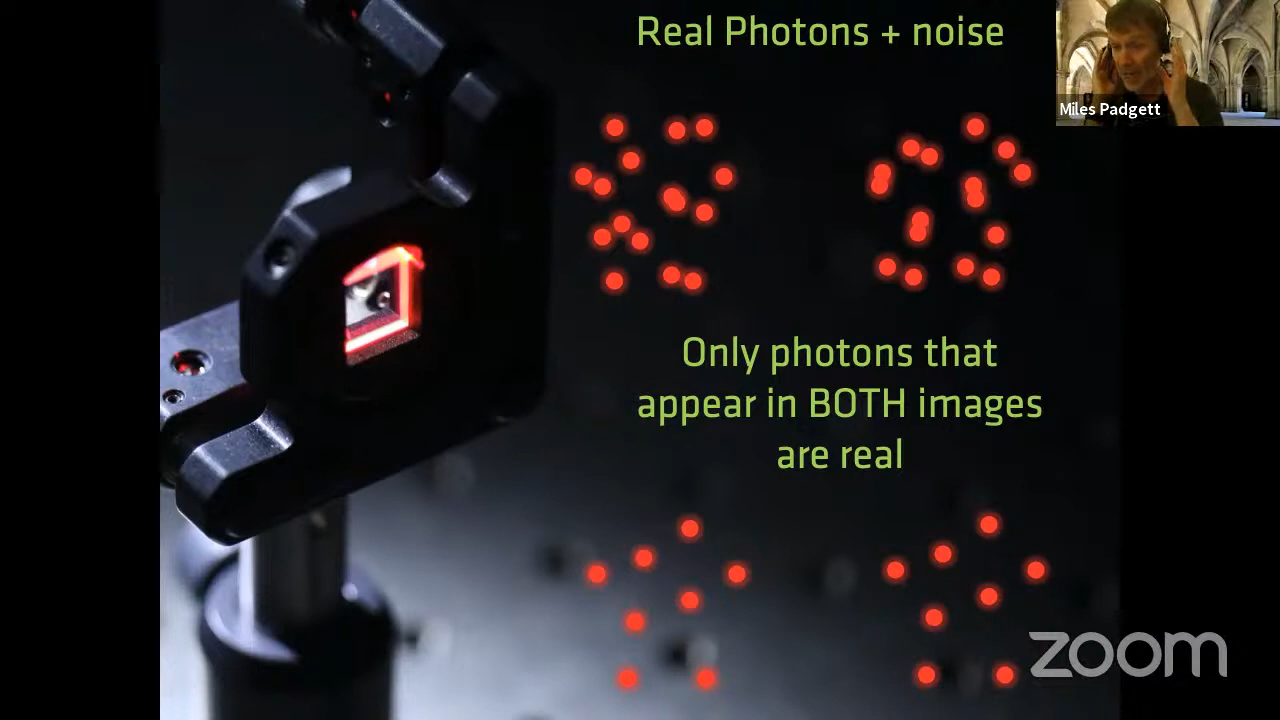 Real Photons + noise
Miles Padgett
Only photons that
appear in BOTH images
are real
zoom